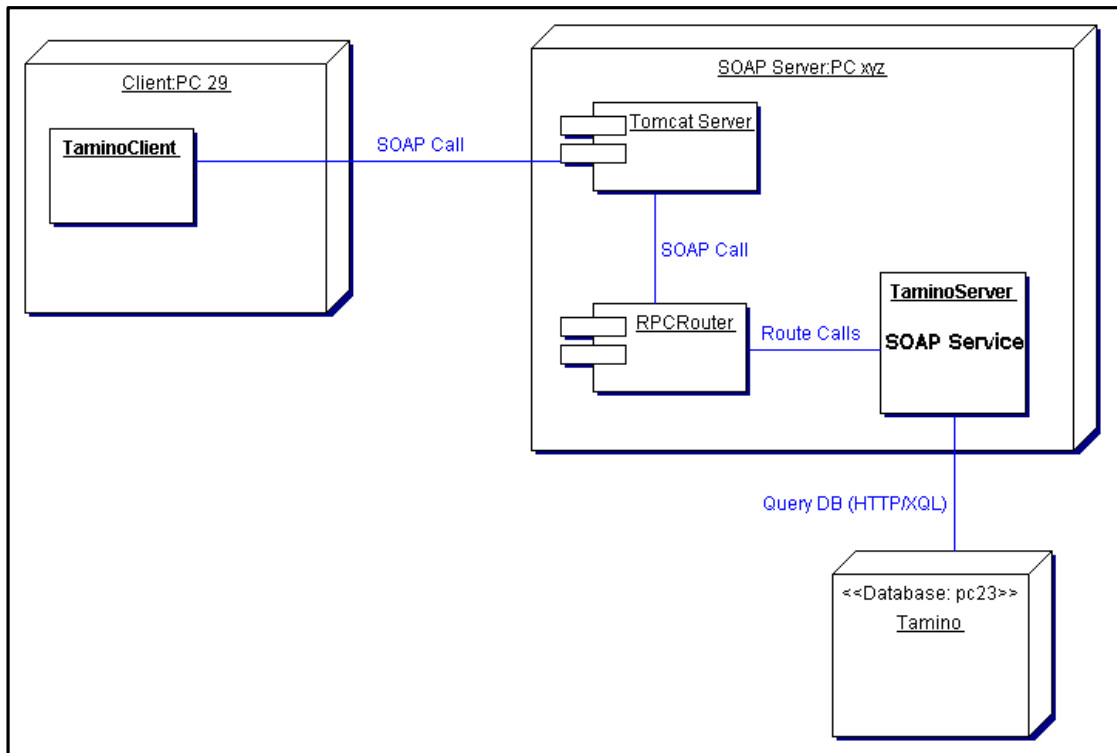 Client:PC 29
TaminoClient
SOAP Call
SOAP Server:PC xyz
Tomcat Server
SOAP Call
RPCRouter
Route Calls
TaminoServer
SOAP Service
Query DB (HTTP/XQL)
<<Database: pc23>>
Tamino